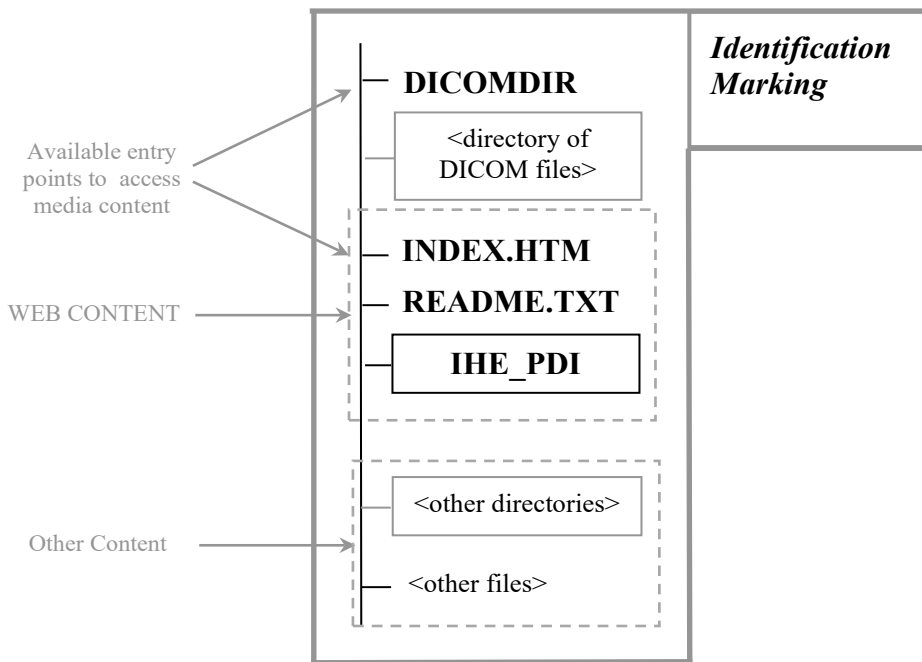 Identification
Marking
DICOMDIR
<directory of
DICOM files>
Available entry
points to access
media content
INDEX.HTM
README.TXT
WEB CONTENT
IHE_PDI
<other directories>
Other Content
<other files>